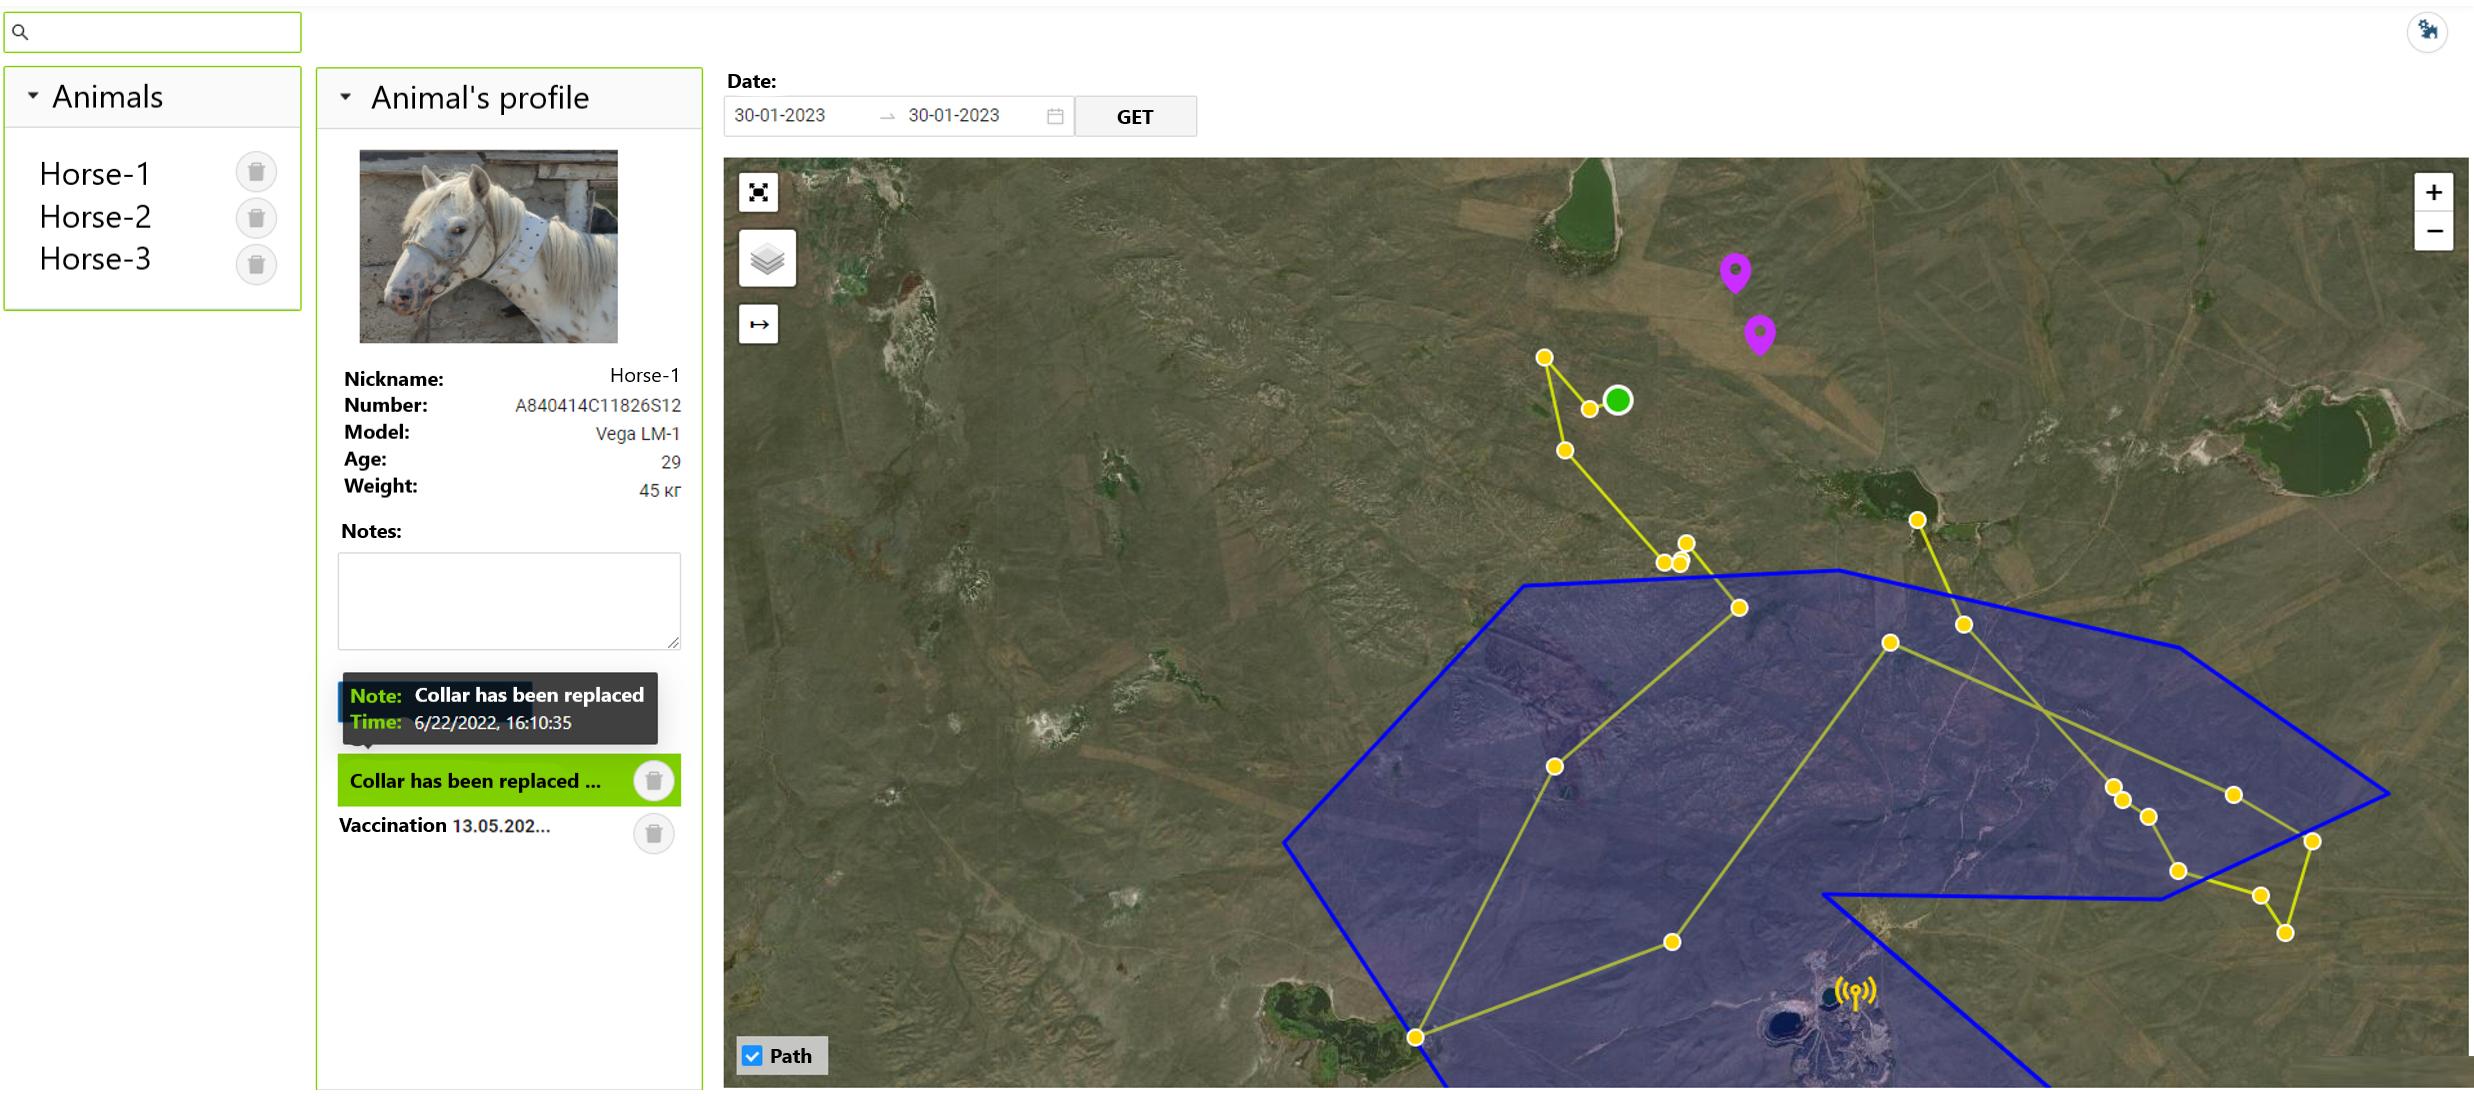 Animals
Horse-1
Horse-2
Horse-3
Animal's profile
Nickname: Horse-1
Number: A840414C11826S12
Model: Vega LM-1
Age: 29
Weight: 45 кг
Notes:
Note: Collar has been replaced
Time: 6/22/2022, 16:10:35
Collar has been replaced ...
Vaccination 13.05.202...
Date:
30-01-2023 → 30-01-2023 GET
+
−
Path